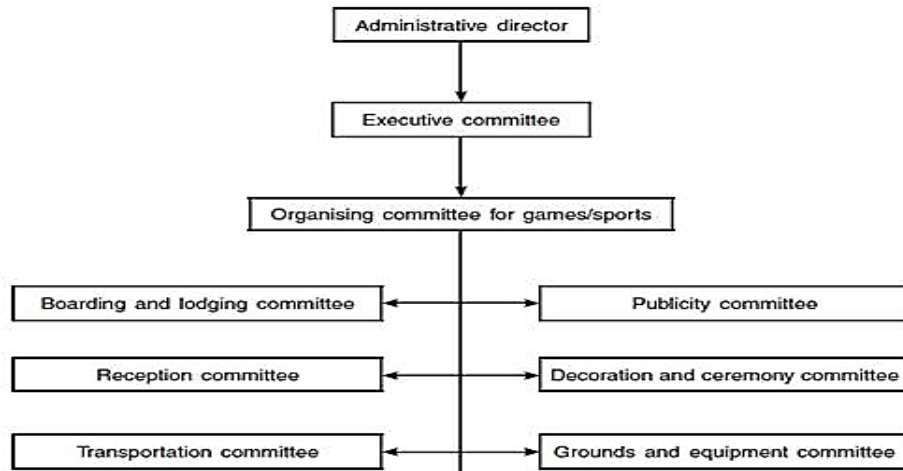 Administrative director
Executive committee
Organising committee for games/sports
Boarding and lodging committee
Publicity committee
Reception committee
Decoration and ceremony committee
Transportation committee
Grounds and equipment committee